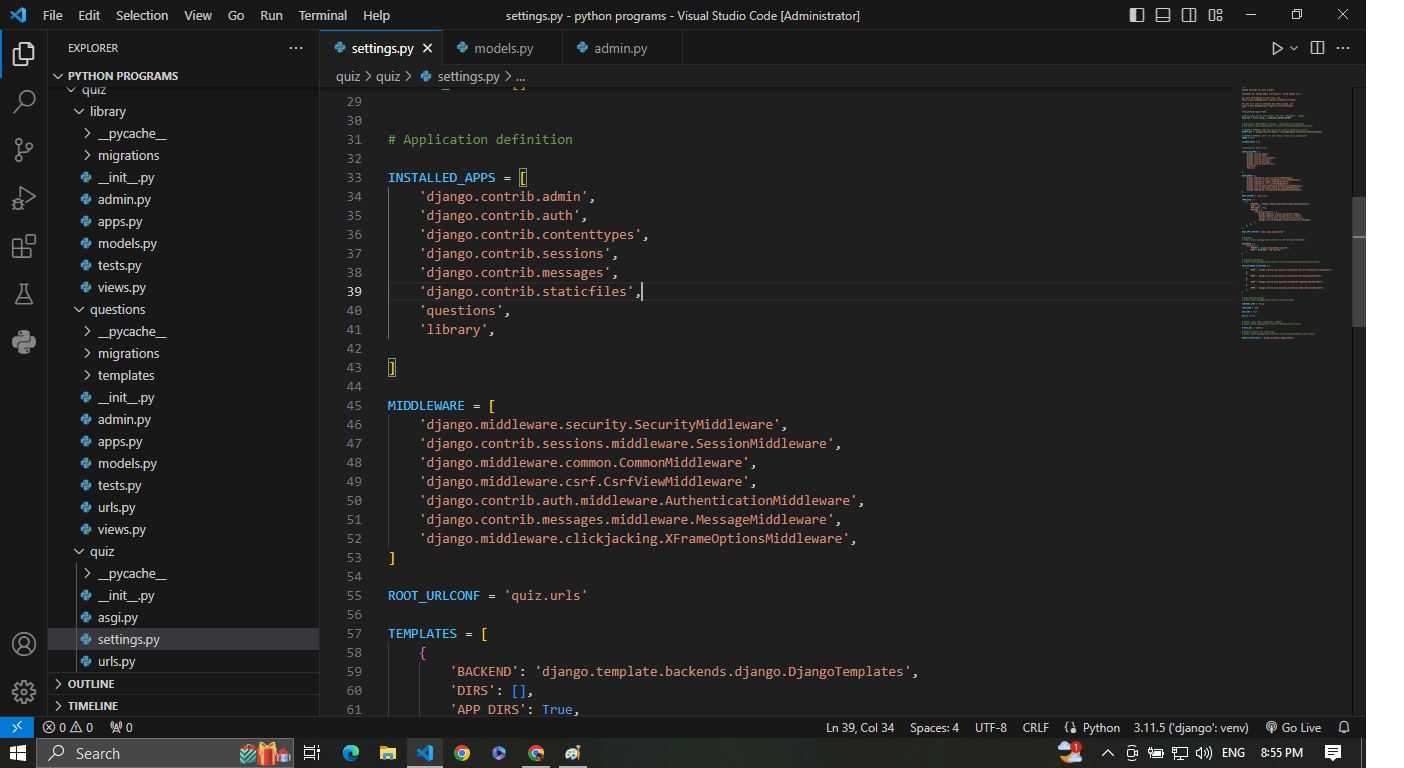 File Edit Selection View Go Run Terminal Help
settings.py - python programs - Visual Studio Code [Administrator]
EXPLORER
PYTHON PROGRAMS
quiz
library
__pycache__
migrations
__init__.py
admin.py
apps.py
models.py
tests.py
views.py
questions
__pycache__
migrations
templates
__init__.py
admin.py
apps.py
models.py
tests.py
urls.py
views.py
quiz
__pycache__
__init__.py
asgi.py
settings.py
urls.py
OUTLINE
TIMELINE
settings.py models.py admin.py
quiz > quiz > settings.py > ...
29
30
31 # Application definition
32
33 INSTALLED_APPS = [
34 'django.contrib.admin',
35 'django.contrib.auth',
36 'django.contrib.contenttypes',
37 'django.contrib.sessions',
38 'django.contrib.messages',
39 'django.contrib.staticfiles',
40 'questions',
41 'library',
42
43 ]
44
45 MIDDLEWARE = [
46 'django.middleware.security.SecurityMiddleware',
47 'django.contrib.sessions.middleware.SessionMiddleware',
48 'django.middleware.common.CommonMiddleware',
49 'django.middleware.csrf.CsrfViewMiddleware',
50 'django.contrib.auth.middleware.AuthenticationMiddleware',
51 'django.contrib.messages.middleware.MessageMiddleware',
52 'django.middleware.clickjacking.XFrameOptionsMiddleware',
53 ]
54
55 ROOT_URLCONF = 'quiz.urls'
56
57 TEMPLATES = [
58 {
59 'BACKEND': 'django.template.backends.django.DjangoTemplates',
60 'DIRS': [],
61 'APP_DIRS': True,
0 0 0 Ln 39, Col 34 Spaces: 4 UTF-8 CRLF Python 3.11.5 ('django': venv) Go Live
Search 1 ENG 8:55 PM